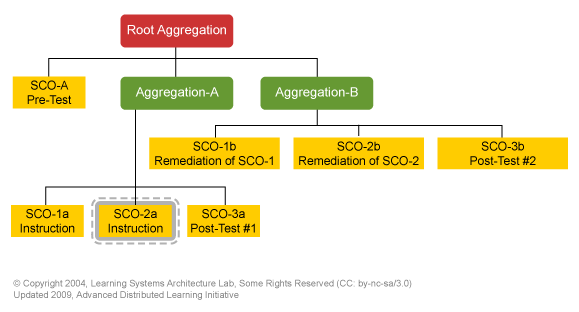 Root Aggregation
SCO-A
Pre-Test
Aggregation-A
Aggregation-B
SCO-1b
Remediation of SCO-1
SCO-2b
Remediation of SCO-2
SCO-3b
Post-Test #2
SCO-1a
Instruction
SCO-2a
Instruction
SCO-3a
Post-Test #1
© Copyright 2004, Learning Systems Architecture Lab, Some Rights Reserved (CC: by-nc-sa/3.0)
Updated 2009, Advanced Distributed Learning Initiative